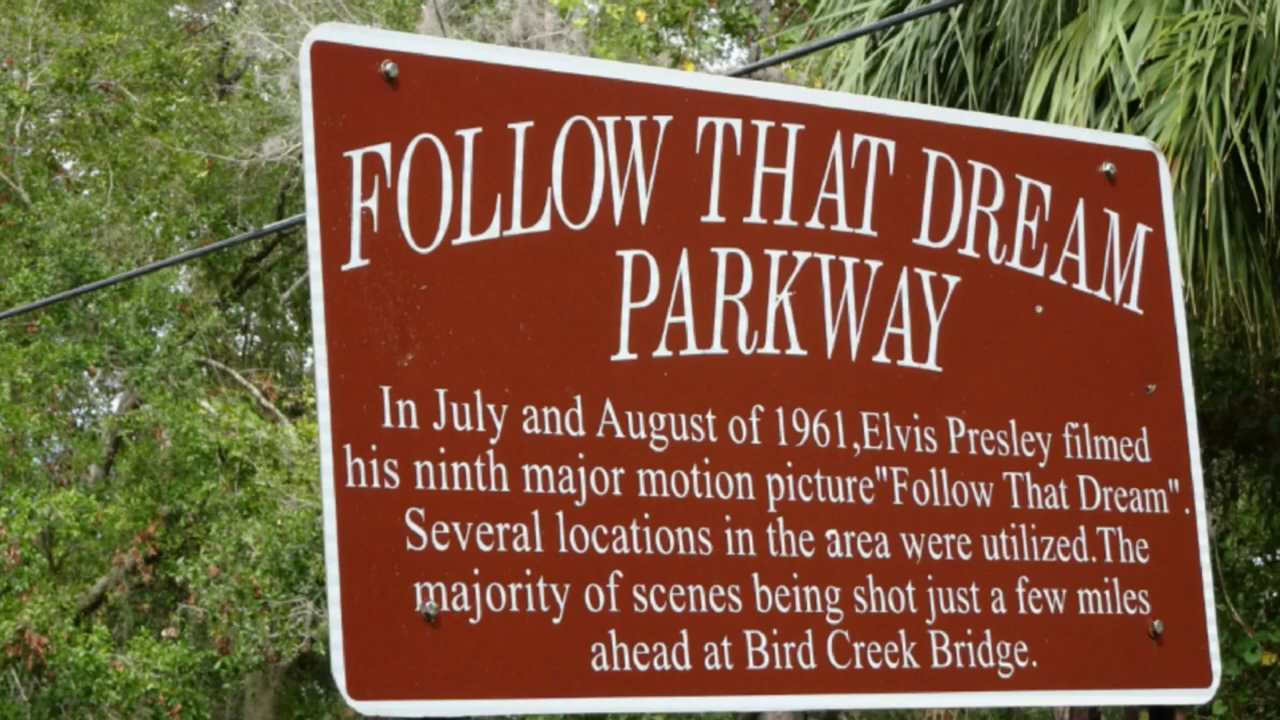 FOLLOW THAT DREAM
PARKWAY
In July and August of 1961,Elvis Presley filmed
his ninth major motion picture"Follow That Dream".
Several locations in the area were utilized.The
majority of scenes being shot just a few miles
ahead at Bird Creek Bridge.